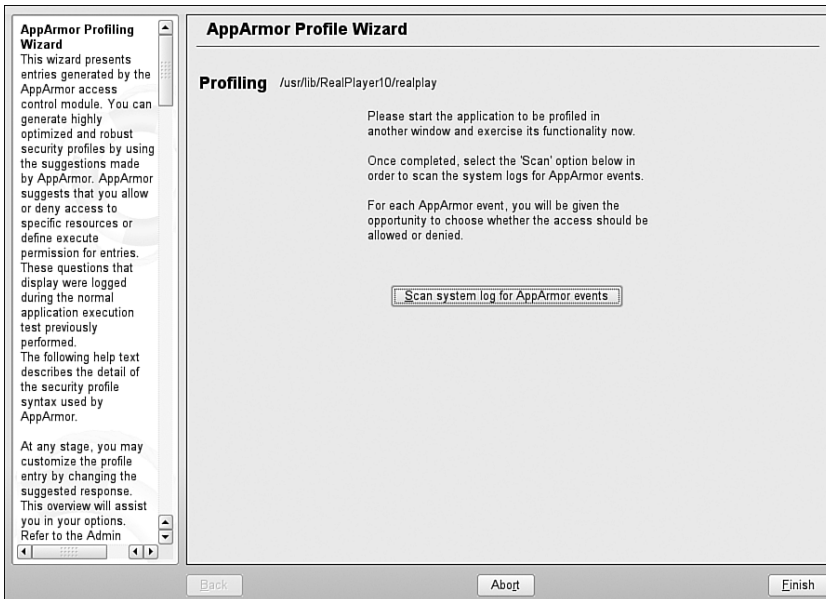 AppArmor Profiling
Wizard
This wizard presents
entries generated by the
AppArmor access
control module. You can
generate highly
optimized and robust
security profiles by using
the suggestions made
by AppArmor. AppArmor
suggests that you allow
or deny access to
specific resources or
define execute
permission for entries.
These questions that
display were logged
during the normal
application execution
test previously
performed.
The following help text
describes the detail of
the security profile
syntax used by
AppArmor.
At any stage, you may
customize the profile
entry by changing the
suggested response.
This overview will assist
you in your options.
Refer to the Admin
AppArmor Profile Wizard
Profiling /usr/lib/RealPlayer10/realplay
Please start the application to be profiled in
another window and exercise its functionality now.
Once completed, select the 'Scan' option below in
order to scan the system logs for AppArmor events.
For each AppArmor event, you will be given the
opportunity to choose whether the access should be
allowed or denied.
Scan system log for AppArmor events
Back
Abort
Finish